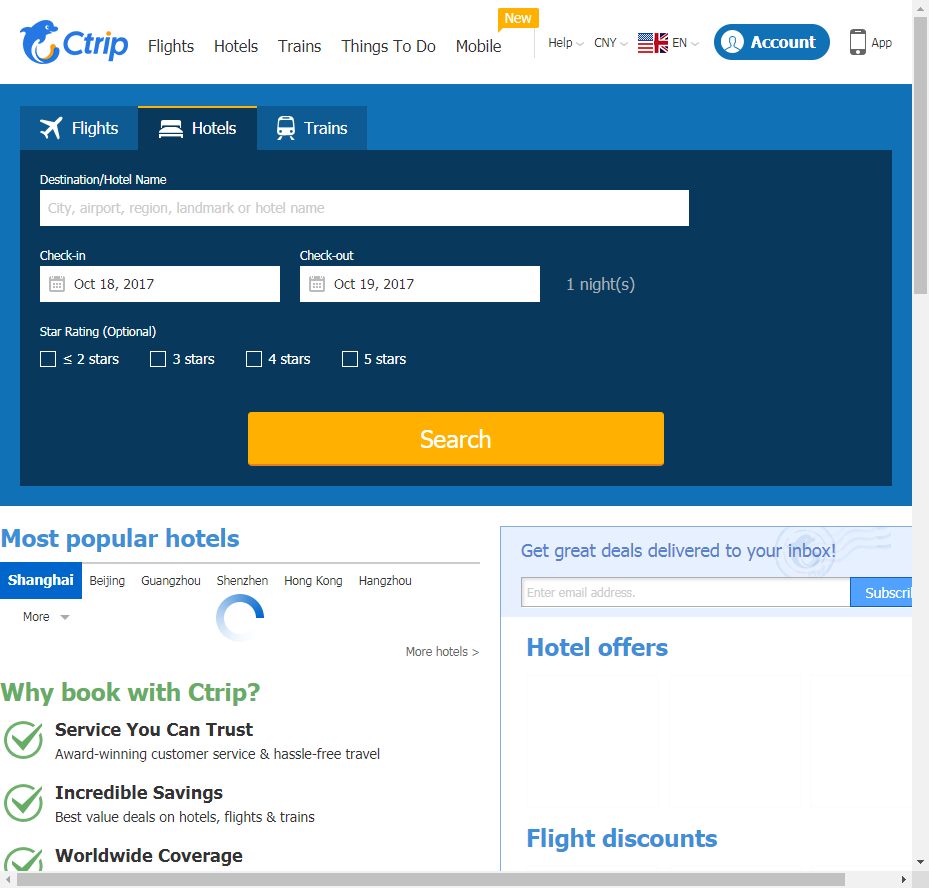 New
Ctrip Flights Hotels Trains Things To Do Mobile Help CNY EN Account App
Flights Hotels Trains
Destination/Hotel Name
City, airport, region, landmark or hotel name
Check-in Check-out
Oct 18, 2017 Oct 19, 2017 1 night(s)
Star Rating (Optional)
≤ 2 stars 3 stars 4 stars 5 stars
Search
Most popular hotels
Shanghai Beijing Guangzhou Shenzhen Hong Kong Hangzhou
More
More hotels >
Why book with Ctrip?
Service You Can Trust
Award-winning customer service & hassle-free travel
Incredible Savings
Best value deals on hotels, flights & trains
Worldwide Coverage
Get great deals delivered to your inbox!
Enter email address. Subscri
Hotel offers
Flight discounts